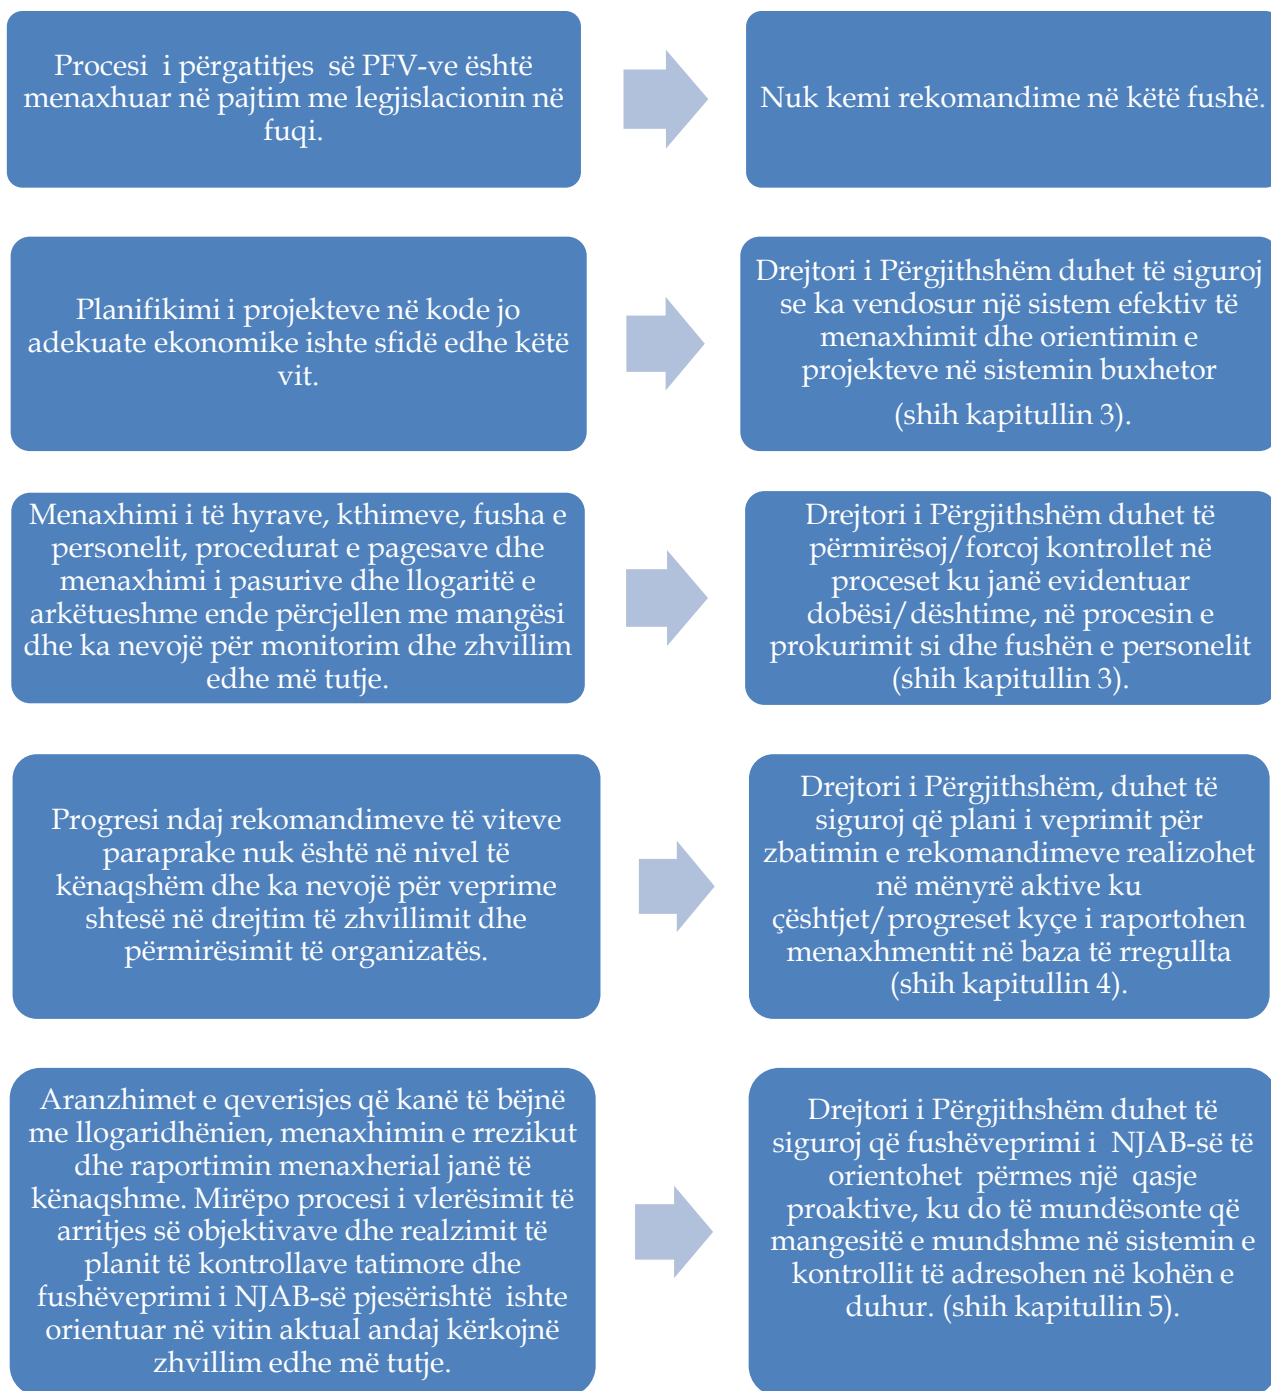 Procesi i përgatitjes së PFV-ve është
menaxhuar në pajtim me legjislacionin në
fuqi.
Nuk kemi rekomandime në këtë fushë.
Planifikimi i projekteve në kode jo
adekuate ekonomike ishte sfidë edhe këtë
vit.
Drejtori i Përgjithshëm duhet të siguroj
se ka vendosur një sistem efektiv të
menaxhimit dhe orientimin e
projekteve në sistemin buxhetor
(shih kapitullin 3).
Menaxhimi i të hyrave, kthimeve, fusha e
personelit, procedurat e pagesave dhe
menaxhimi i pasurive dhe llogaritë e
arkëtueshme ende përcjellen me mangësi
dhe ka nevojë për monitorim dhe zhvillim
edhe më tutje.
Drejtori i Përgjithshëm duhet të
përmirësoj/forcoj kontrollet në
proceset ku janë evidentuar
dobësi/dështime, në procesin e
prokurimit si dhe fushën e personelit
(shih kapitullin 3).
Progresi ndaj rekomandimeve të viteve
paraprake nuk është në nivel të
kënaqshëm dhe ka nevojë për veprime
shtesë në drejtim të zhvillimit dhe
përmirësimit të organizatës.
Drejtori i Përgjithshëm, duhet të
siguroj që plani i veprimit për
zbatimin e rekomandimeve realizohet
në mënyrë aktive ku
çështjet/progreset kyçe i raportohen
menaxhmentit në baza të rregullta
(shih kapitullin 4).
Aranzhimet e qeverisjes që kanë të bëjnë
me llogaridhënien, menaxhimin e rrezikut
dhe raportimin menaxherial janë të
kënaqshme. Mirëpo procesi i vlerësimit të
arritjes së objektivave dhe realzimit të
planit të kontrollave tatimore dhe
fushëveprimi i NJAB-së pjesërishtë ishte
orientuar në vitin aktual andaj kërkojnë
zhvillim edhe më tutje.
Drejtori i Përgjithshëm duhet të
siguroj që fushëveprimi i NJAB-së të
orientohet përmes një qasje
proaktive, ku do të mundësonte që
mangesitë e mundshme në sistemin e
kontrollit të adresohen në kohën e
duhur. (shih kapitullin 5).